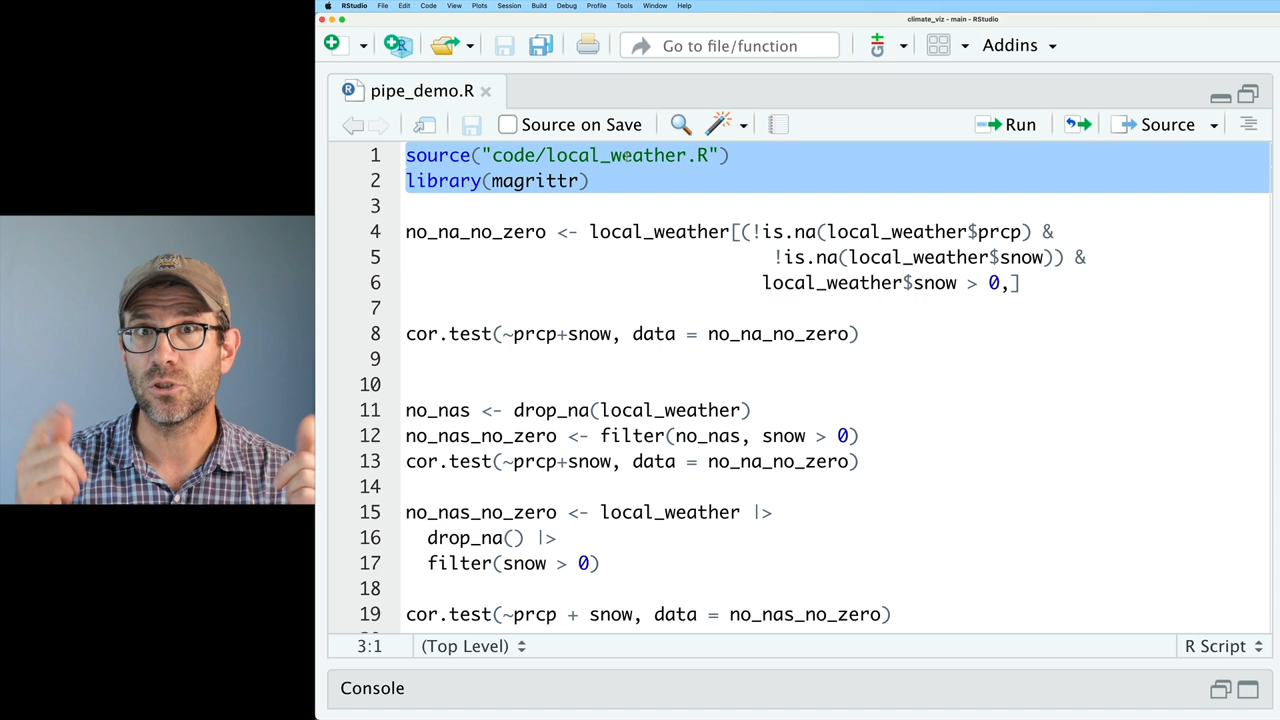 RStudio File Edit Code View Plots Session Build Debug Profile Tools Window Help
climate_viz - main - RStudio
Go to file/function Addins
pipe_demo.R
Source on Save Run Source
1 source("code/local_weather.R")
2 library(magrittr)
3
4 no_na_no_zero <- local_weather[(!is.na(local_weather$prcp) &
5 !is.na(local_weather$snow)) &
6 local_weather$snow > 0,]
7
8 cor.test(~prcp+snow, data = no_na_no_zero)
9
10
11 no_nas <- drop_na(local_weather)
12 no_nas_no_zero <- filter(no_nas, snow > 0)
13 cor.test(~prcp+snow, data = no_na_no_zero)
14
15 no_nas_no_zero <- local_weather |>
16 drop_na() |>
17 filter(snow > 0)
18
19 cor.test(~prcp + snow, data = no_nas_no_zero)
3:1 (Top Level) R Script
Console